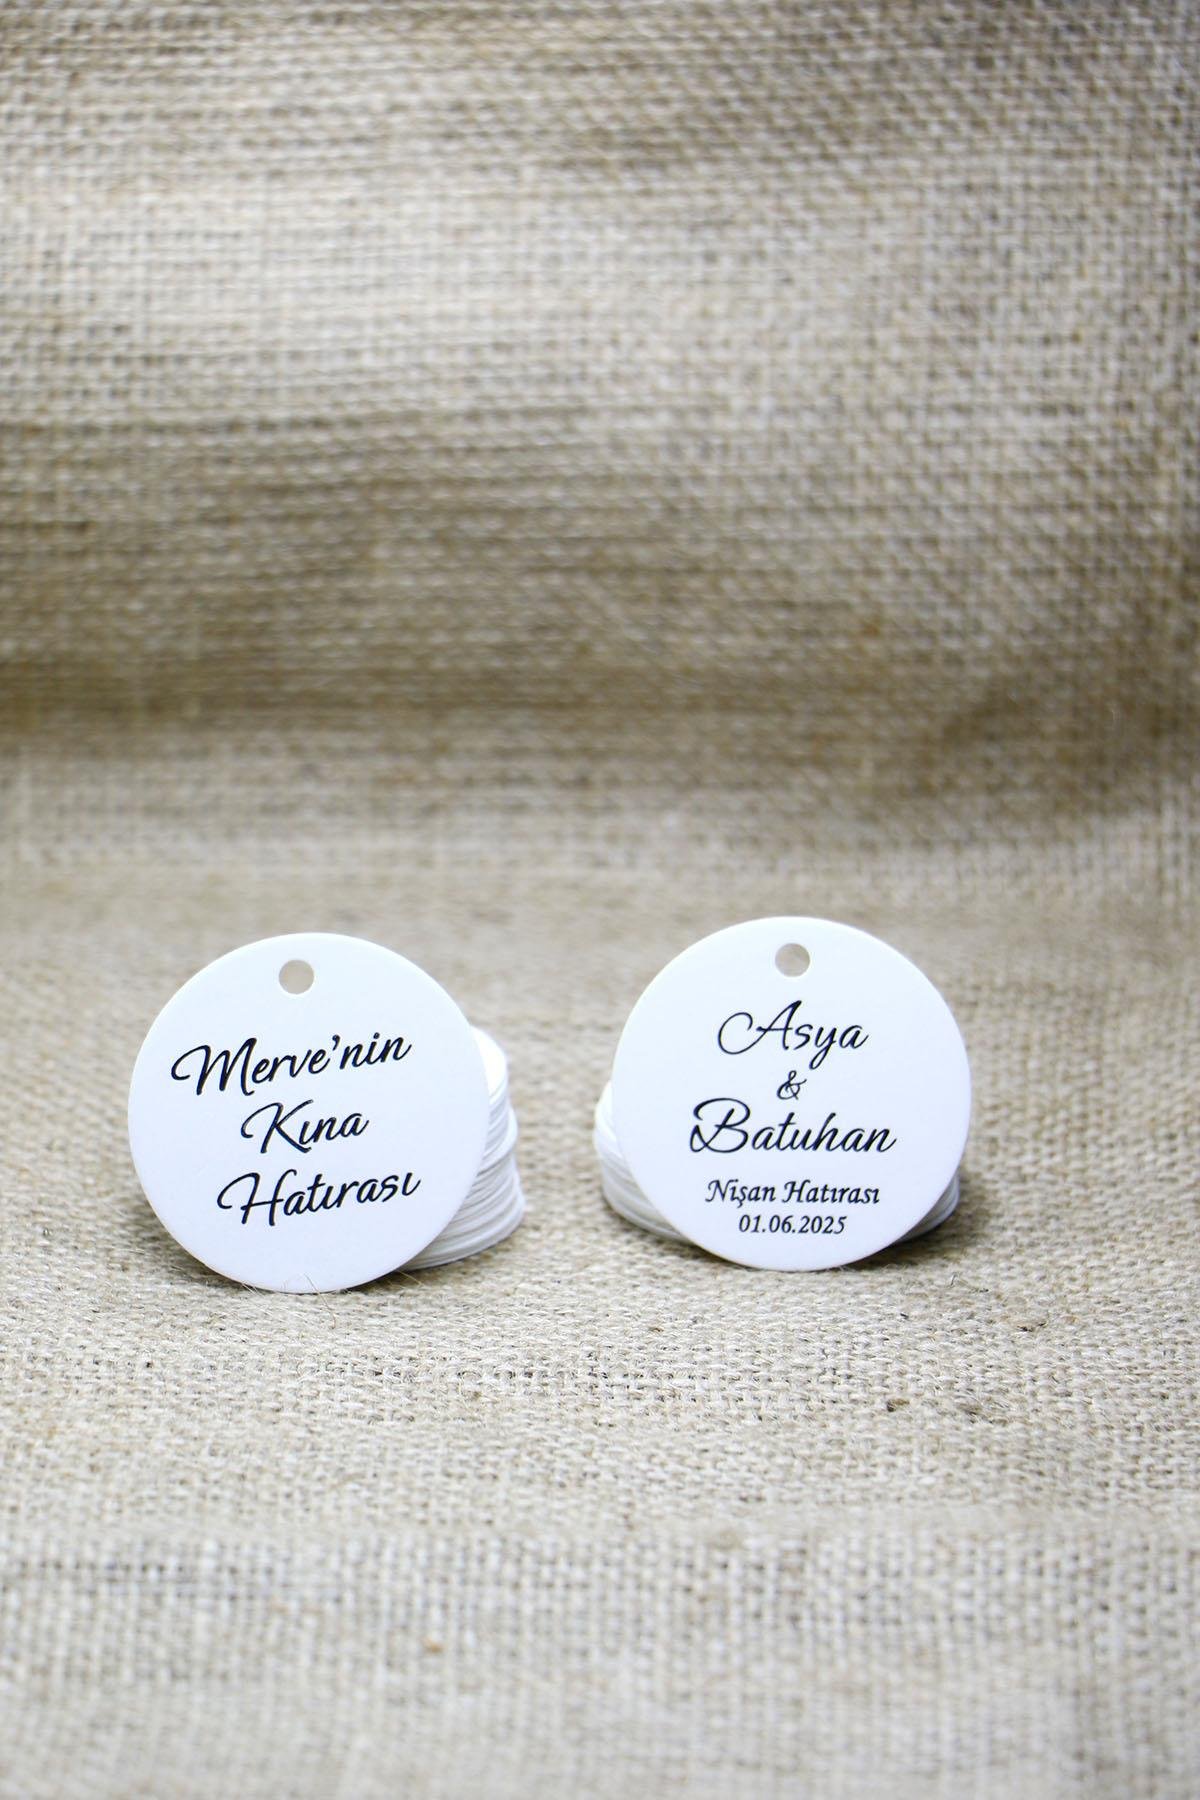 Merve'nin
Kına
Hatırası
Asya
&
Batuhan
Nişan Hatırası
01.06.2025